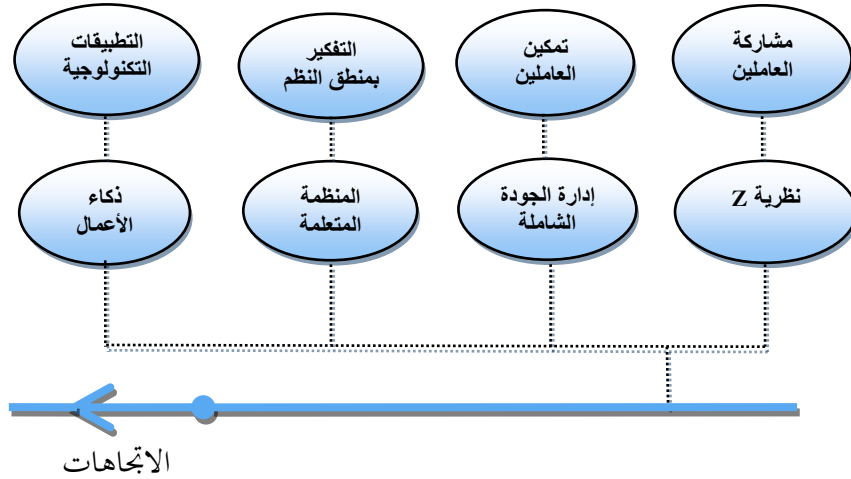 مشاركة
العاملين
تمكين
العاملين
التفكير
بمنطق النظم
التطبيقات
التكنولوجية
نظرية Z
إدارة الجودة
الشاملة
المنظمة
المتعلمة
ذكاء
الأعمال
الاتجاهات